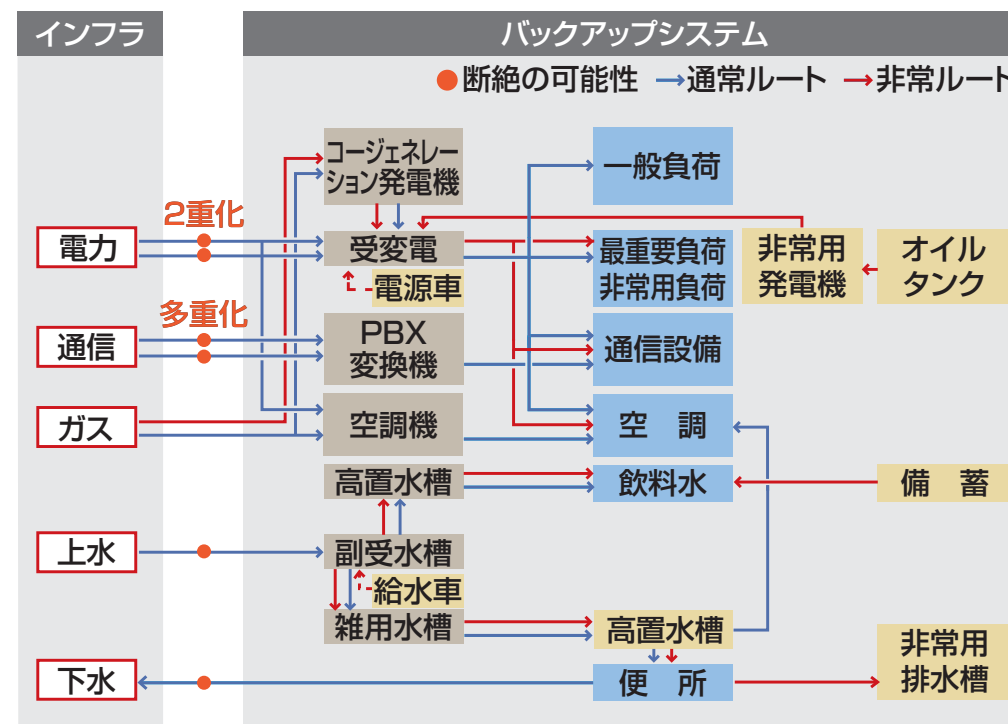 インフラ
バックアップシステム
●断絶の可能性 →通常ルート →非常ルート
コージェネレー
ション発電機
一般負荷
2重化
電力
受変電
最重要負荷
非常用負荷
非常用
発電機
オイル
タンク
電源車
多重化
通信
PBX
変換機
通信設備
ガス
空調機
空 調
高置水槽
飲料水
備 蓄
上水
副受水槽
給水車
雑用水槽
高置水槽
非常用
排水槽
下水
便 所